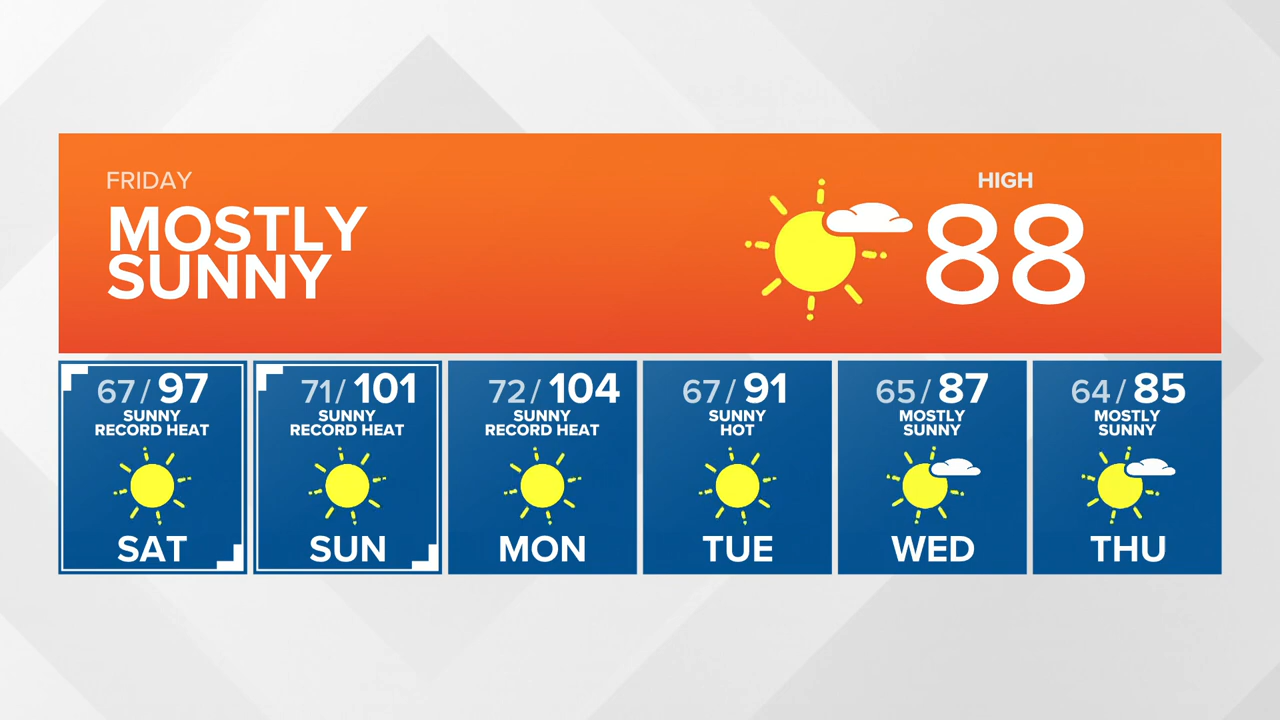 FRIDAY
MOSTLY
SUNNY
HIGH
88
67 / 97
SUNNY
RECORD HEAT
SAT
71 / 101
SUNNY
RECORD HEAT
SUN
72 / 104
SUNNY
RECORD HEAT
MON
67 / 91
SUNNY
HOT
TUE
65 / 87
MOSTLY
SUNNY
WED
64 / 85
MOSTLY
SUNNY
THU